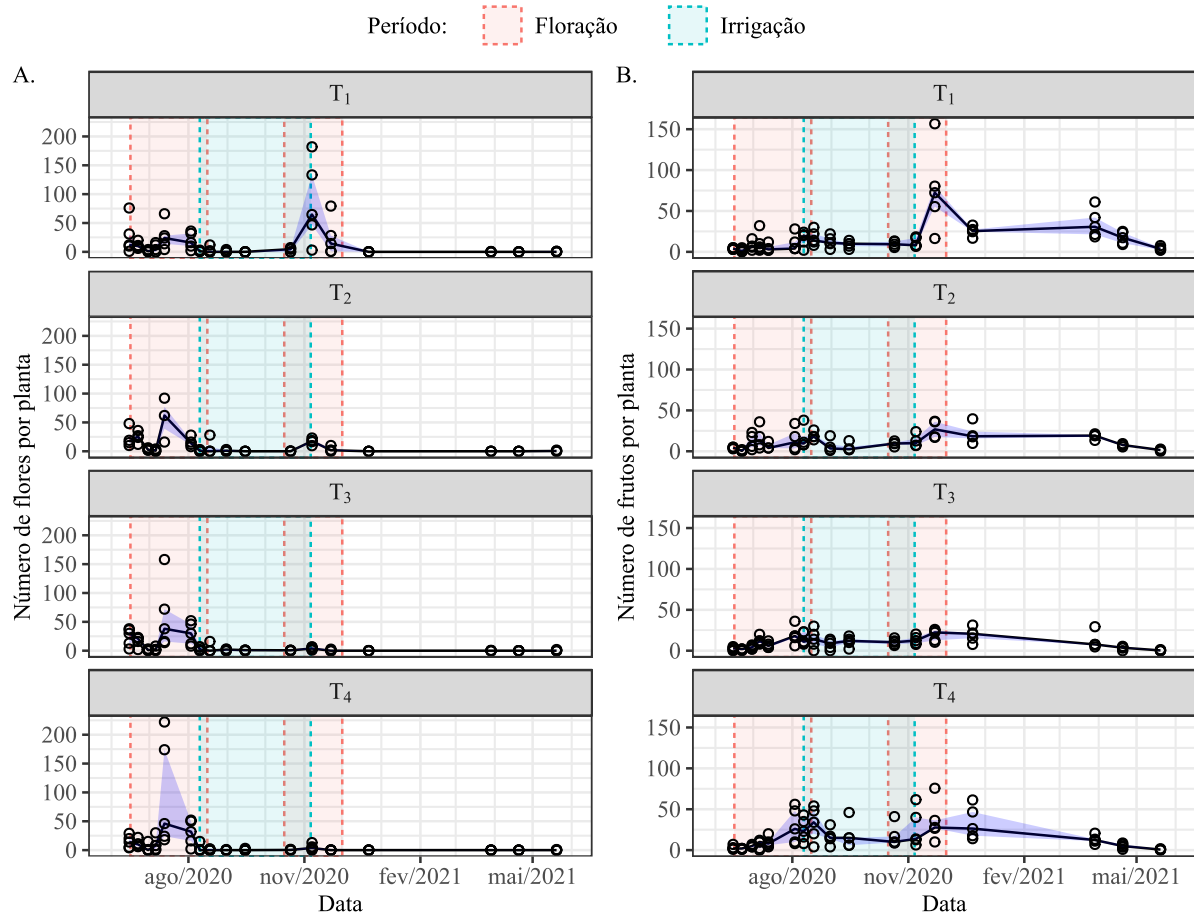 Período: Floração Irrigação
A. B.
T1
200
150
100
50
0
T2
200
150
100
50
0
T3
200
150
100
50
0
T4
200
150
100
50
0
ago/2020 nov/2020 fev/2021 mai/2021
Data
Número de flores por planta
T1
150
100
50
0
T2
150
100
50
0
T3
150
100
50
0
T4
150
100
50
0
ago/2020 nov/2020 fev/2021 mai/2021
Data
Número de frutos por planta